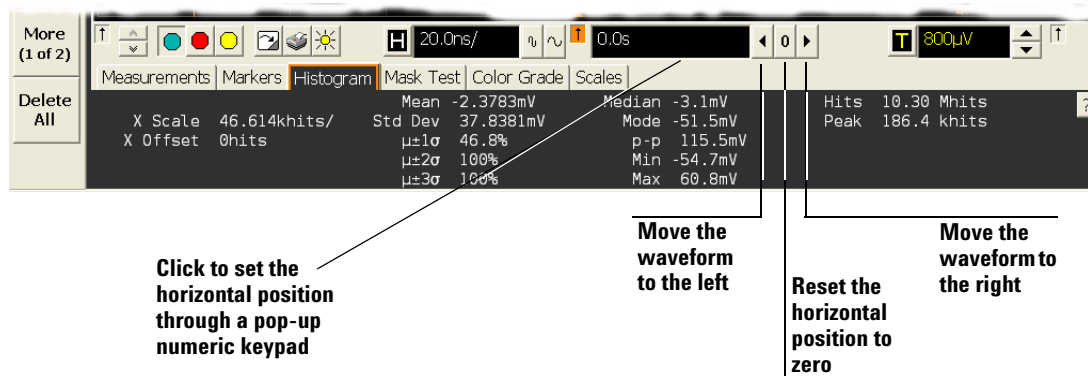 More
(1 of 2)
H 20.0ns/ 0.0s 0 T 800µV
Measurements Markers Histogram Mask Test Color Grade Scales
Delete
All
Mean -2.3783mV Median -3.1mV Hits 10.30 Mhits
X Scale 46.614khits/ Std Dev 37.8381mV Mode -51.5mV Peak 186.4 khits
X Offset 0hits µ±1σ 46.8% p-p 115.5mV
µ±2σ 100% Min -54.7mV
µ±3σ 100% Max 60.8mV
?
Click to set the
horizontal position
through a pop-up
numeric keypad
Move the
waveform
to the left
Reset the
horizontal
position to
zero
Move the
waveform to
the right